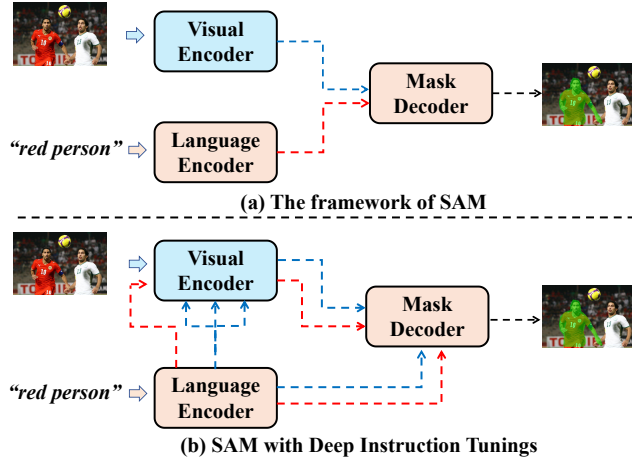 Visual
Encoder
Mask
Decoder
"red person"
Language
Encoder
(a) The framework of SAM
Visual
Encoder
Mask
Decoder
"red person"
Language
Encoder
(b) SAM with Deep Instruction Tunings